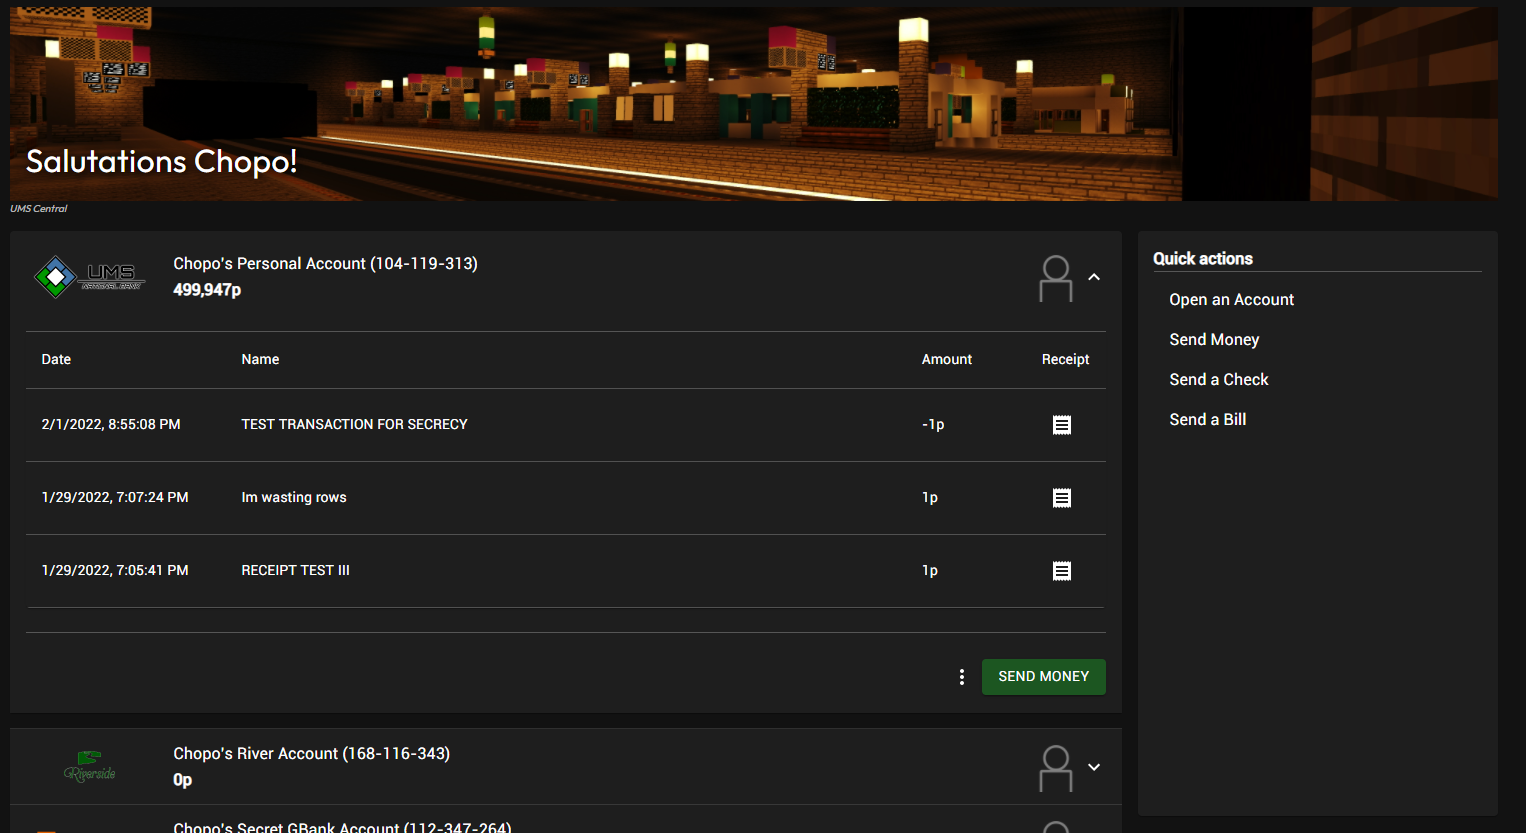 Salutations Chopo!
UMS Central
UMS
NATIONAL BANK
Chopo's Personal Account (104-119-313)
499,947p
Date Name Amount Receipt
2/1/2022, 8:55:08 PM TEST TRANSACTION FOR SECRECY -1p
1/29/2022, 7:07:24 PM Im wasting rows 1p
1/29/2022, 7:05:41 PM RECEIPT TEST III 1p
SEND MONEY
Riverside
Chopo's River Account (168-116-343)
0p
Chopo's Secret GBank Account (112-347-264)
Quick actions
Open an Account
Send Money
Send a Check
Send a Bill